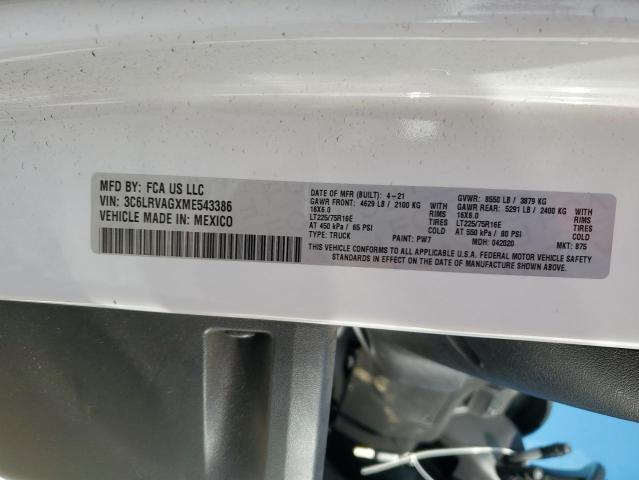 MFD BY: FCA US LLC
VIN: 3C6LRVAGXME543386
VEHICLE MADE IN: MEXICO
DATE OF MFR (BUILT): 4-21
GAWR FRONT: 4629 LB / 2100 KG
16X6.0 RIMS
LT225/75R16E TIRES
AT 450 kPa / 65 PSI COLD
TYPE: TRUCK PAINT: PW7
GVWR: 8550 LB / 3879 KG
GAWR REAR: 5291 LB / 2400 KG
16X6.0 RIMS
LT225/75R16E TIRES
AT 550 kPa / 80 PSI COLD
MDH: 042020 MKT: 875
THIS VEHICLE CONFORMS TO ALL APPLICABLE U.S.A. FEDERAL MOTOR VEHICLE SAFETY
STANDARDS IN EFFECT ON THE DATE OF MANUFACTURE SHOWN ABOVE.